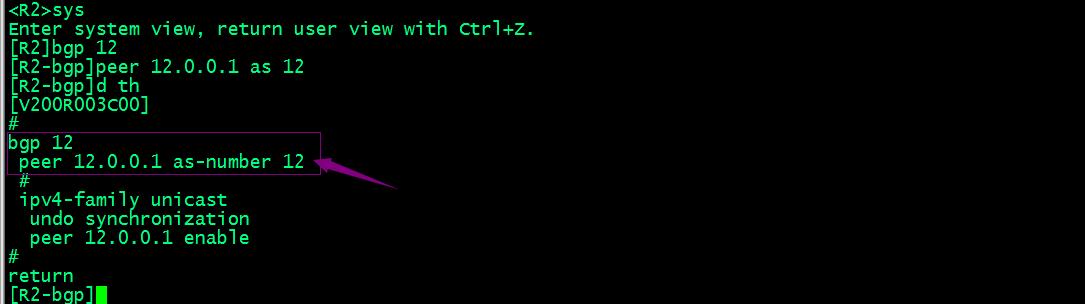 <R2>sys
Enter system view, return user view with Ctrl+Z.
[R2]bgp 12
[R2-bgp]peer 12.0.0.1 as 12
[R2-bgp]d th
[V200R003C00]
#
bgp 12
 peer 12.0.0.1 as-number 12
 #
 ipv4-family unicast
  undo synchronization
  peer 12.0.0.1 enable
#
return
[R2-bgp]